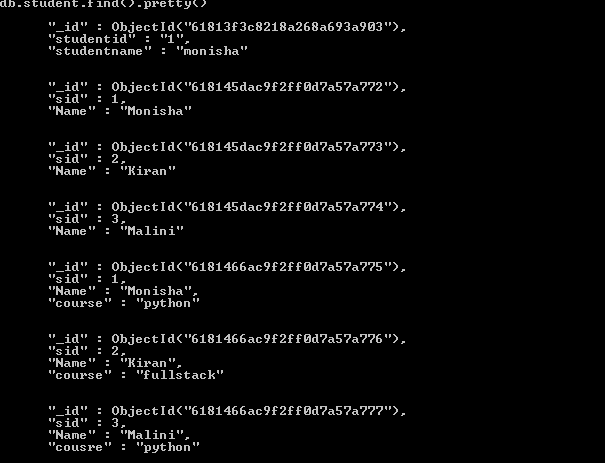 db.student.find().pretty()
"_id" : ObjectId("61813f3c8218a268a693a903"),
"studentid" : "1",
"studentname" : "monisha"
"_id" : ObjectId("618145dac9f2ff0d7a57a772"),
"sid" : 1,
"Name" : "Monisha"
"_id" : ObjectId("618145dac9f2ff0d7a57a773"),
"sid" : 2,
"Name" : "Kiran"
"_id" : ObjectId("618145dac9f2ff0d7a57a774"),
"sid" : 3,
"Name" : "Malini"
"_id" : ObjectId("6181466ac9f2ff0d7a57a775"),
"sid" : 1,
"Name" : "Monisha",
"course" : "python"
"_id" : ObjectId("6181466ac9f2ff0d7a57a776"),
"sid" : 2,
"Name" : "Kiran",
"course" : "fullstack"
"_id" : ObjectId("6181466ac9f2ff0d7a57a777"),
"sid" : 3,
"Name" : "Malini",
"cousre" : "python"